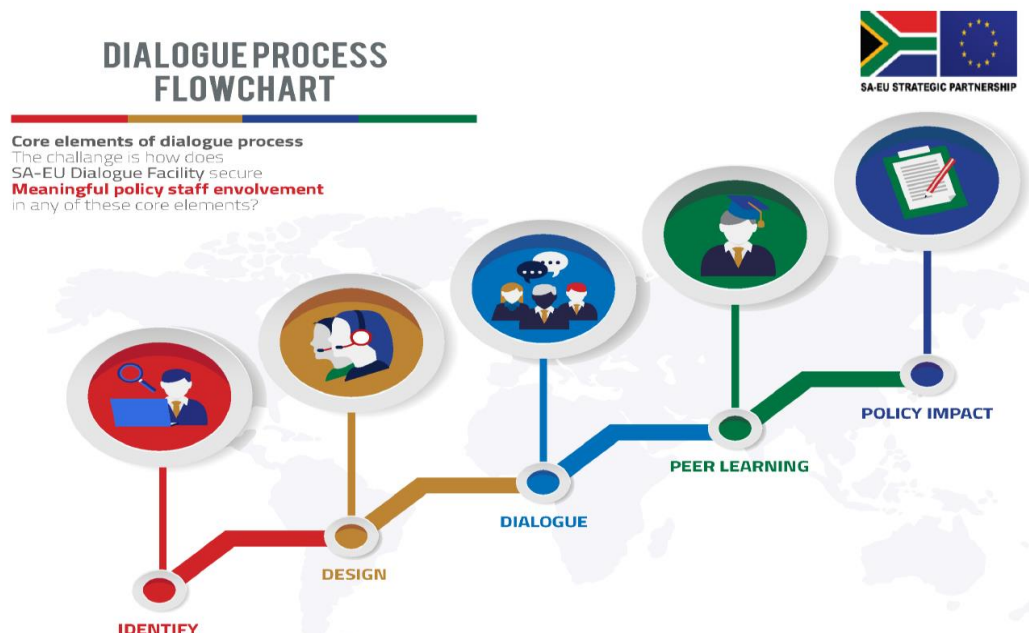 DIALOGUE PROCESS
FLOWCHART
SA-EU STRATEGIC PARTNERSHIP
Core elements of dialogue process
The challange is how does
SA-EU Dialogue Facility secure
Meaningful policy staff envolvement
in any of these core elements?
POLICY IMPACT
PEER LEARNING
DIALOGUE
DESIGN
IDENTIFY